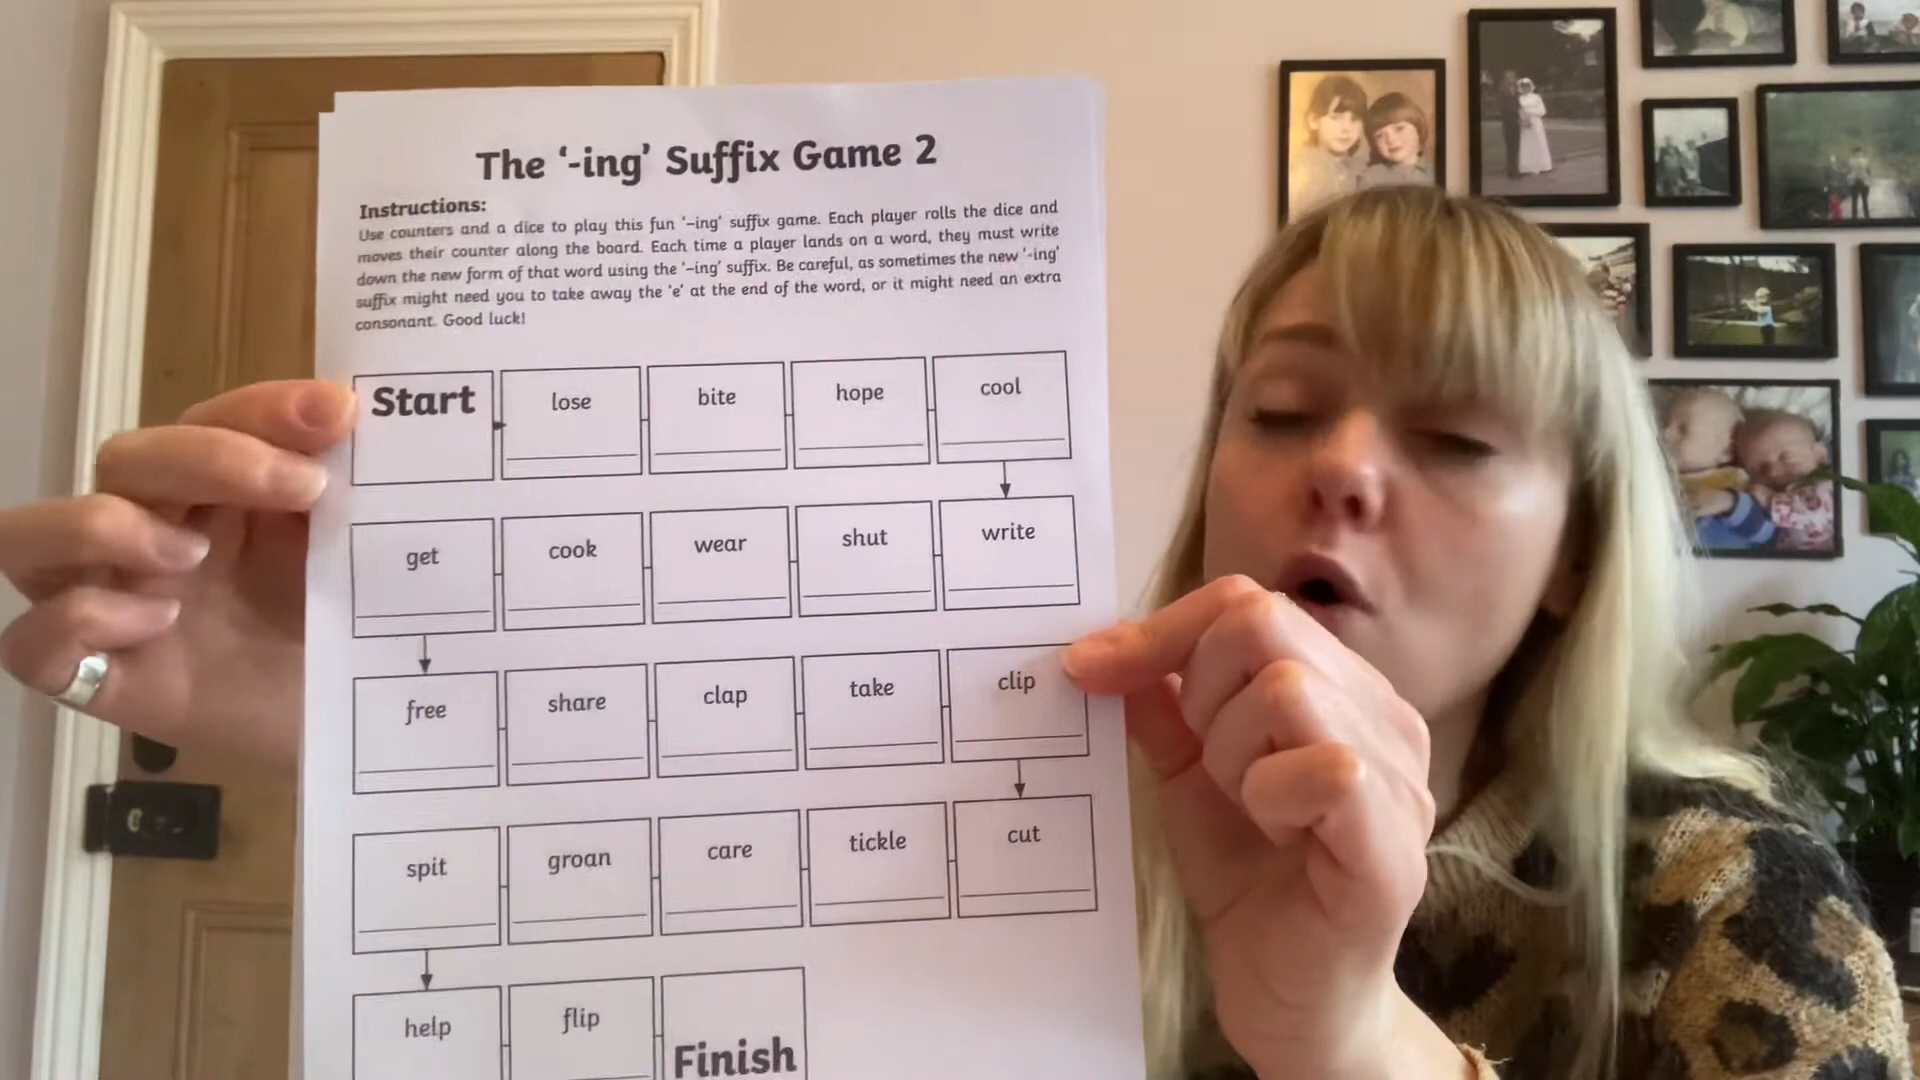 The ‘-ing’ Suffix Game 2
Instructions:
Use counters and a dice to play this fun ‘–ing’ suffix game. Each player rolls the dice and
moves their counter along the board. Each time a player lands on a word, they must write
down the new form of that word using the ‘–ing’ suffix. Be careful, as sometimes the new ‘-ing’
suffix might need you to take away the ‘e’ at the end of the word, or it might need an extra
consonant. Good luck!
Start lose bite hope cool
get cook wear shut write
free share clap take clip
spit groan care tickle cut
help flip Finish